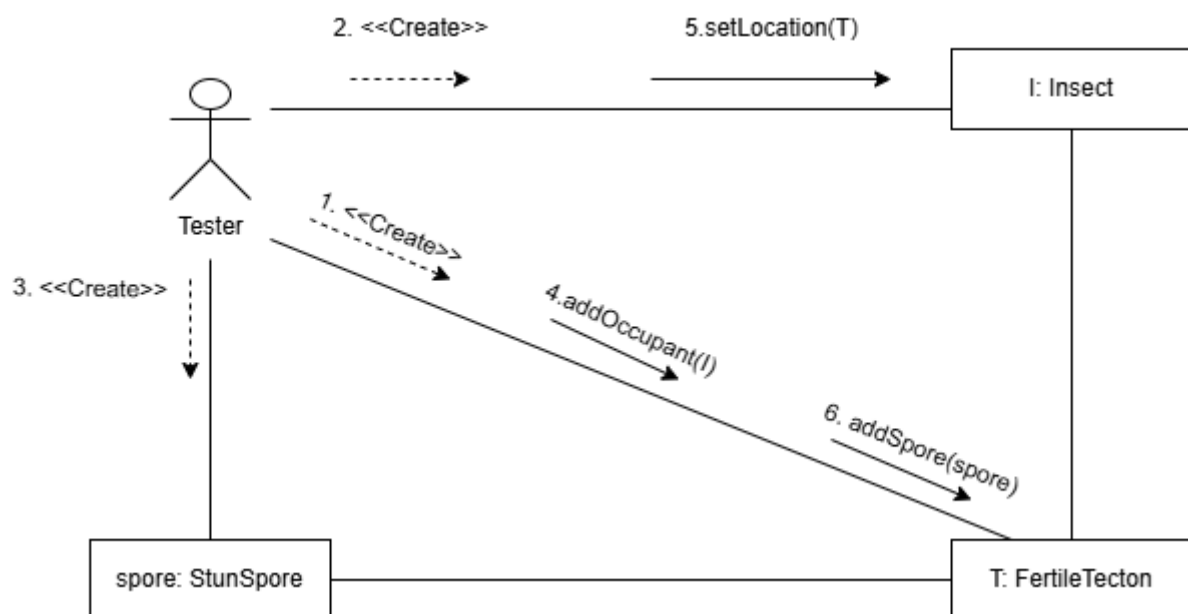 2. <<Create>>
5.setLocation(T)
I: Insect
Tester
1. <<Create>>
3. <<Create>>
4.addOccupant(I)
6. addSpore(spore)
spore: StunSpore
T: FertileTecton